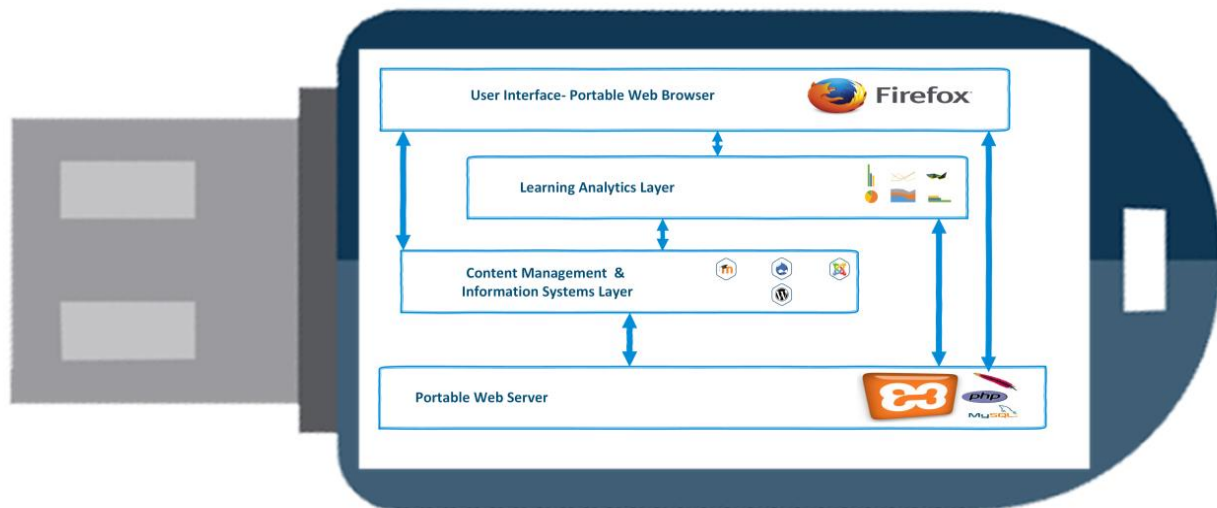 User Interface- Portable Web Browser
Firefox
Learning Analytics Layer
Content Management &
Information Systems Layer
Portable Web Server
php
MySQL